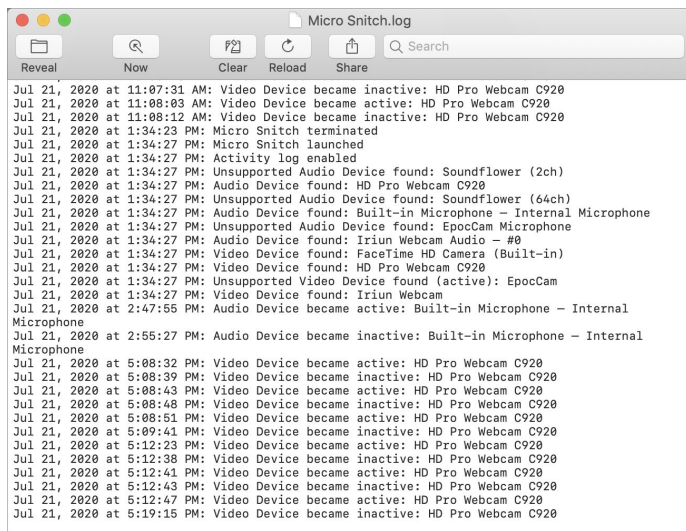 Micro Snitch.log
Search
Reveal Now Clear Reload Share
Jul 21, 2020 at 11:07:31 AM: Video Device became inactive: HD Pro Webcam C920
Jul 21, 2020 at 11:08:03 AM: Video Device became active: HD Pro Webcam C920
Jul 21, 2020 at 11:08:12 AM: Video Device became inactive: HD Pro Webcam C920
Jul 21, 2020 at 1:34:23 PM: Micro Snitch terminated
Jul 21, 2020 at 1:34:27 PM: Micro Snitch launched
Jul 21, 2020 at 1:34:27 PM: Activity log enabled
Jul 21, 2020 at 1:34:27 PM: Unsupported Audio Device found: Soundflower (2ch)
Jul 21, 2020 at 1:34:27 PM: Audio Device found: HD Pro Webcam C920
Jul 21, 2020 at 1:34:27 PM: Unsupported Audio Device found: Soundflower (64ch)
Jul 21, 2020 at 1:34:27 PM: Audio Device found: Built-in Microphone — Internal Microphone
Jul 21, 2020 at 1:34:27 PM: Unsupported Audio Device found: EpocCam Microphone
Jul 21, 2020 at 1:34:27 PM: Audio Device found: Iriun Webcam Audio — #0
Jul 21, 2020 at 1:34:27 PM: Video Device found: FaceTime HD Camera (Built-in)
Jul 21, 2020 at 1:34:27 PM: Video Device found: HD Pro Webcam C920
Jul 21, 2020 at 1:34:27 PM: Unsupported Video Device found (active): EpocCam
Jul 21, 2020 at 1:34:27 PM: Video Device found: Iriun Webcam
Jul 21, 2020 at 2:47:55 PM: Audio Device became active: Built-in Microphone — Internal
Microphone
Jul 21, 2020 at 2:55:27 PM: Audio Device became inactive: Built-in Microphone — Internal
Microphone
Jul 21, 2020 at 5:08:32 PM: Video Device became active: HD Pro Webcam C920
Jul 21, 2020 at 5:08:39 PM: Video Device became inactive: HD Pro Webcam C920
Jul 21, 2020 at 5:08:43 PM: Video Device became active: HD Pro Webcam C920
Jul 21, 2020 at 5:08:48 PM: Video Device became inactive: HD Pro Webcam C920
Jul 21, 2020 at 5:08:51 PM: Video Device became active: HD Pro Webcam C920
Jul 21, 2020 at 5:09:41 PM: Video Device became inactive: HD Pro Webcam C920
Jul 21, 2020 at 5:12:23 PM: Video Device became active: HD Pro Webcam C920
Jul 21, 2020 at 5:12:38 PM: Video Device became inactive: HD Pro Webcam C920
Jul 21, 2020 at 5:12:41 PM: Video Device became active: HD Pro Webcam C920
Jul 21, 2020 at 5:12:43 PM: Video Device became inactive: HD Pro Webcam C920
Jul 21, 2020 at 5:12:47 PM: Video Device became active: HD Pro Webcam C920
Jul 21, 2020 at 5:19:15 PM: Video Device became inactive: HD Pro Webcam C920